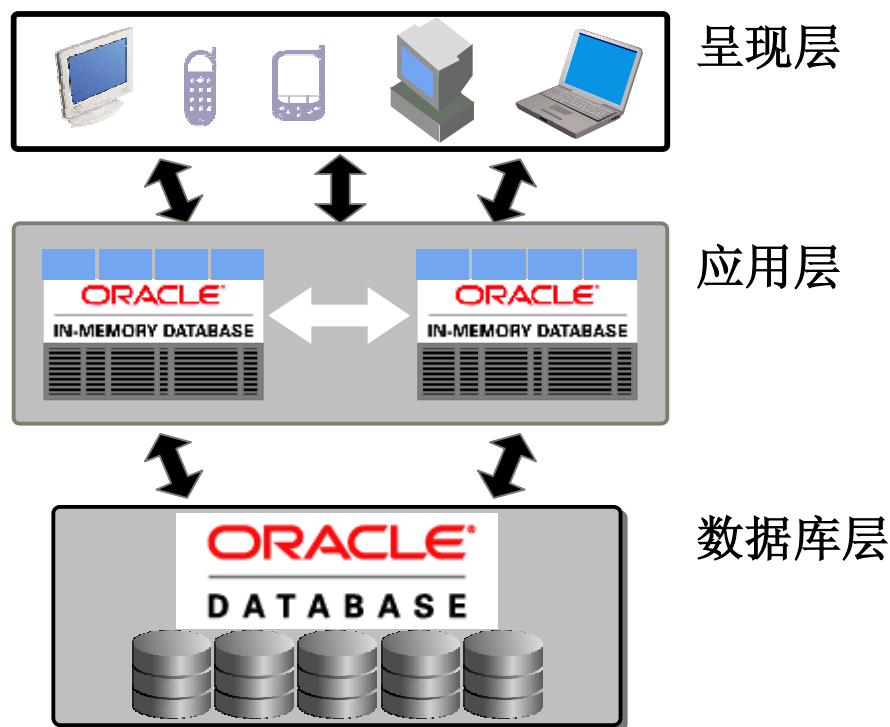 呈现层
应用层
ORACLE
IN-MEMORY DATABASE
ORACLE
IN-MEMORY DATABASE
数据库层
ORACLE
DATABASE